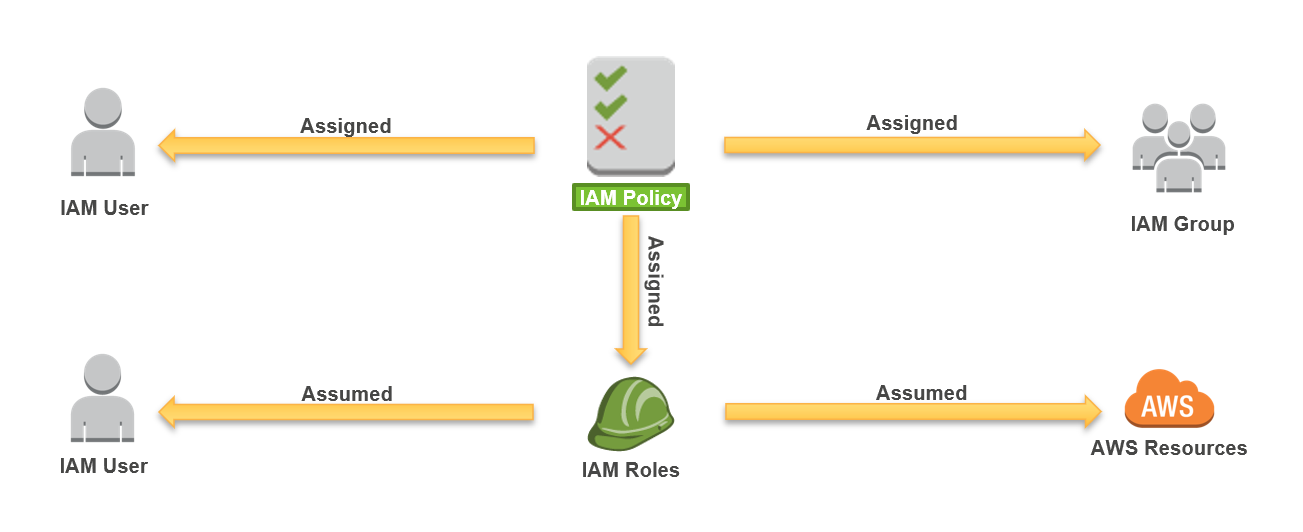 Assigned
Assigned
IAM User
IAM Policy
IAM Group
Assigned
Assumed
Assumed
AWS
IAM User
IAM Roles
AWS Resources